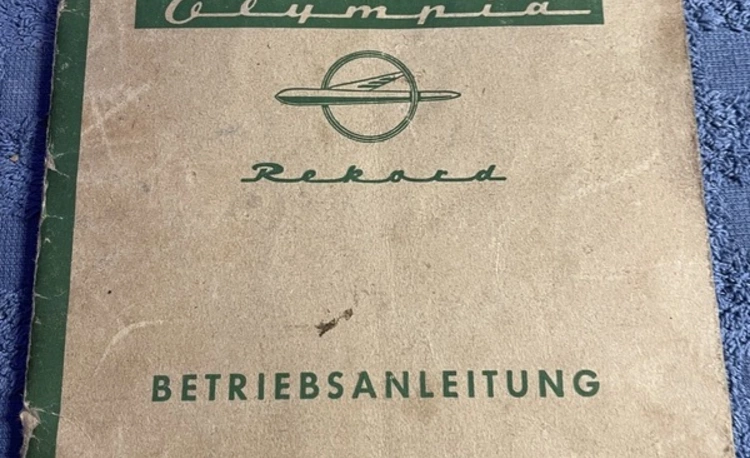 Olympia
Rekord
BETRIEBSANLEITUNG